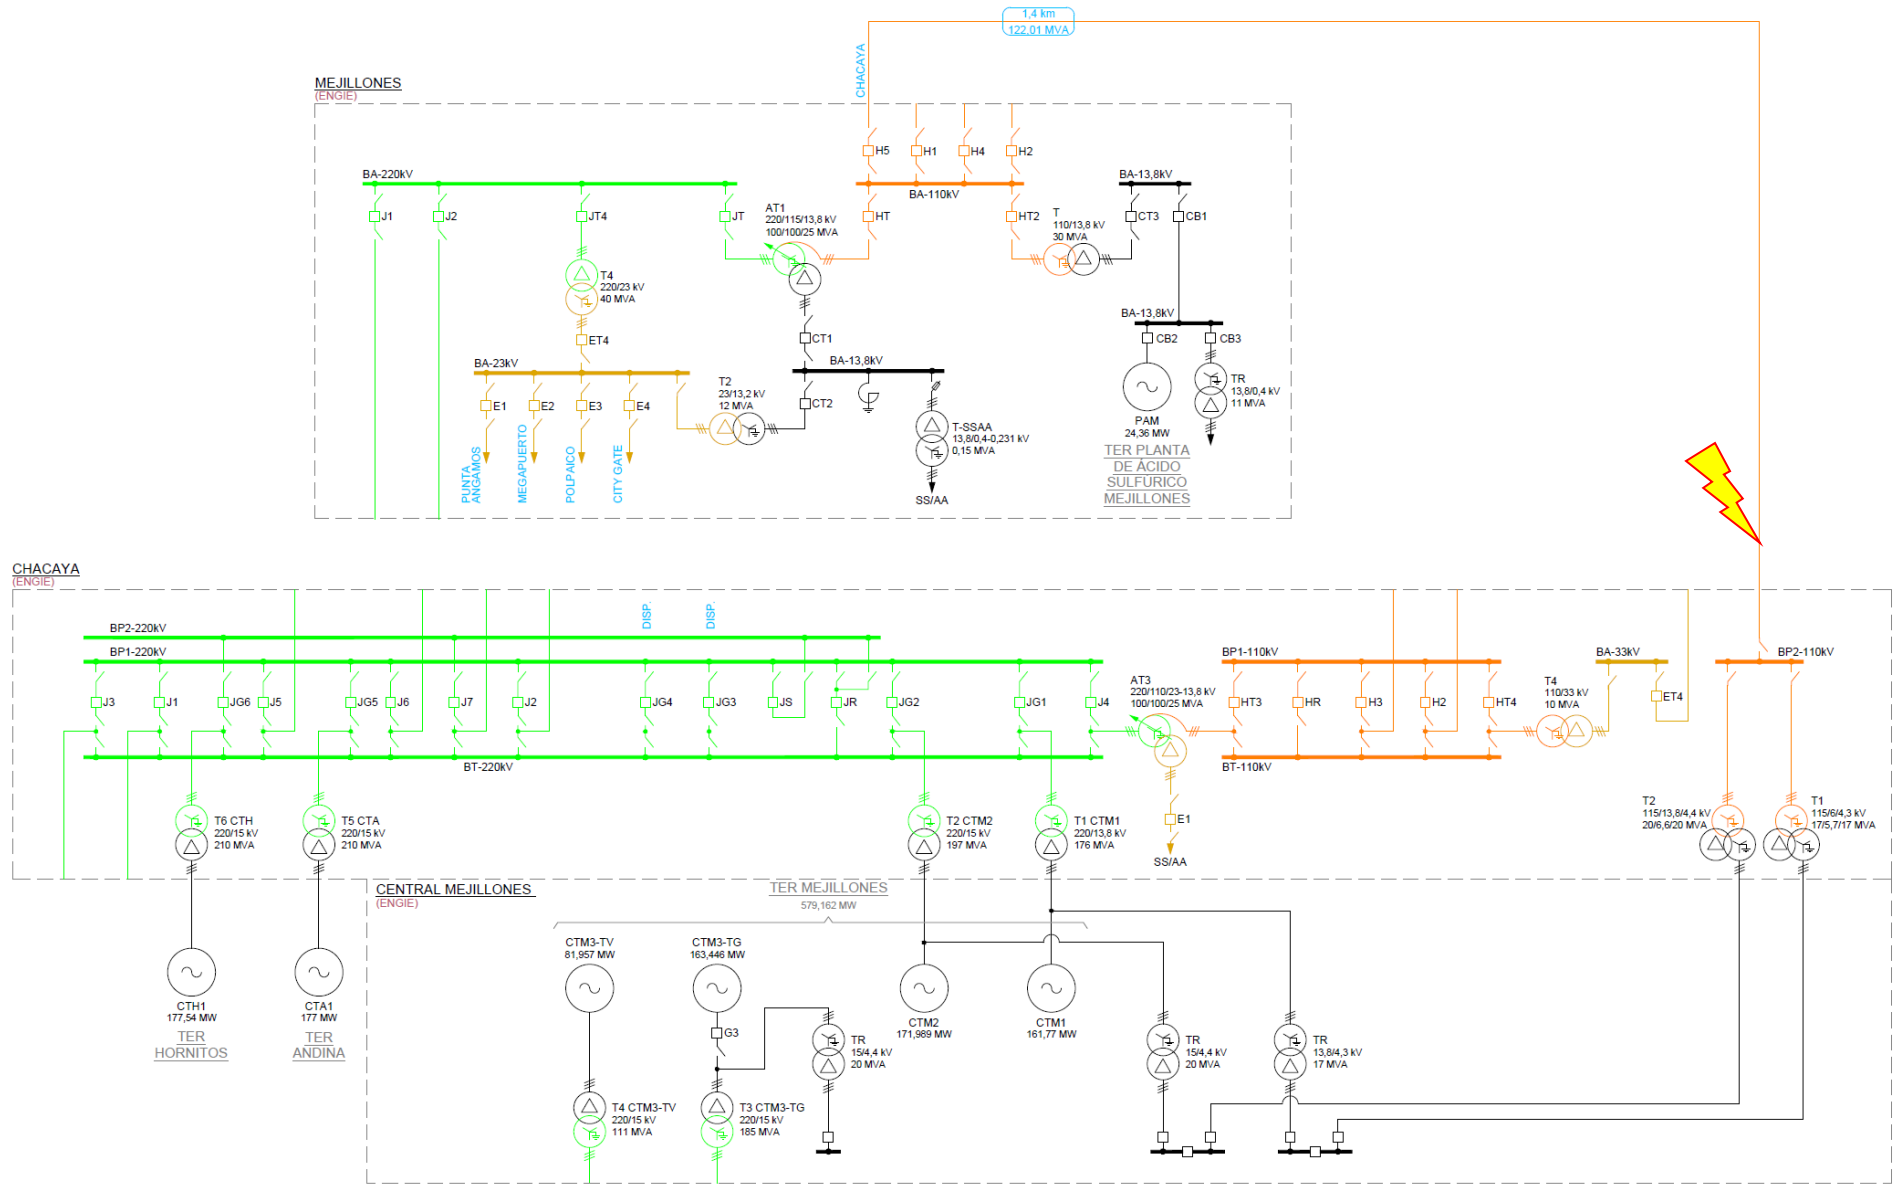 1,4 km
122,01 MVA
CHACAYA
MEJILLONES
(ENGIE)
H5
H1
H4
H2
BA-220kV
BA-110kV
BA-13,8kV
J1
J2
JT4
JT
AT1
220/115/13,8 kV
100/100/25 MVA
HT
HT2
T
110/13,8 kV
30 MVA
CT3
CB1
T4
220/23 kV
40 MVA
ET4
CT1
BA-13,8kV
CB2
CB3
BA-23kV
BA-13,8kV
T2
23/13,2 kV
12 MVA
CT2
E1
E2
E3
E4
TR
13,8/0,4 kV
11 MVA
PAM
24,36 MW
T-SSAA
13,8/0,4-0,231 kV
0,15 MVA
SS/AA
PUNTA
ANGAMOS
MEGAPUERTO
POLPAICO
CITY GATE
TER PLANTA
DE ÁCIDO
SULFÚRICO
MEJILLONES
CHACAYA
(ENGIE)
DISP.
DISP.
BP2-220kV
BP1-220kV
BP1-110kV
BA-33kV
BP2-110kV
J3
J1
JG6
J5
JG5
J6
J7
J2
JG4
JG3
JS
JR
JG2
JG1
J4
AT3
220/110/23-13,8 kV
100/100/25 MVA
HT3
HR
H3
H2
HT4
T4
110/33 kV
10 MVA
ET4
BT-220kV
BT-110kV
T6 CTH
220/15 kV
210 MVA
T5 CTA
220/15 kV
210 MVA
T2 CTM2
220/15 kV
197 MVA
T1 CTM1
220/13,8 kV
176 MVA
E1
SS/AA
T2
115/13,8/4,4 kV
20/6,6/20 MVA
T1
115/6/4,3 kV
17/5,7/17 MVA
CENTRAL MEJILLONES
(ENGIE)
TER MEJILLONES
579,162 MW
CTM3-TV
81,957 MW
CTM3-TG
163,446 MW
CTH1
177,54 MW
TER
HORNITOS
CTA1
177 MW
TER
ANDINA
CTM2
171,989 MW
CTM1
161,77 MW
G3
TR
15/4,4 kV
20 MVA
TR
15/4,4 kV
20 MVA
TR
13,8/4,3 kV
17 MVA
T4 CTM3-TV
220/15 kV
111 MVA
T3 CTM3-TG
220/15 kV
185 MVA